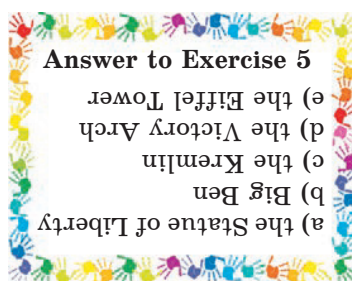 Answer to Exercise 5
a) the Statue of Liberty
b) Big Ben
c) the Kremlin
d) the Victory Arch
e) the Eiffel Tower